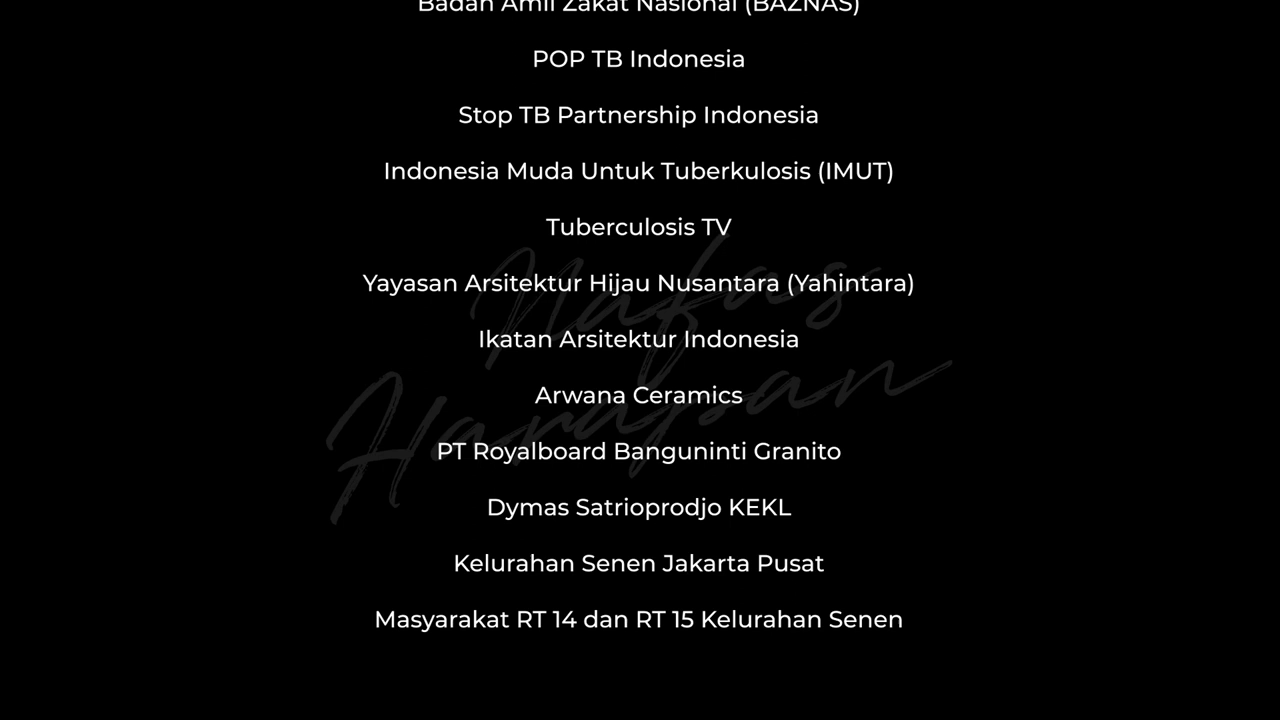 Badan Amil Zakat Nasional (BAZNAS)
POP TB Indonesia
Stop TB Partnership Indonesia
Indonesia Muda Untuk Tuberkulosis (IMUT)
Tuberculosis TV
Yayasan Arsitektur Hijau Nusantara (Yahintara)
Ikatan Arsitektur Indonesia
Arwana Ceramics
PT Royalboard Banguninti Granito
Dymas Satrioprodjo KEKL
Kelurahan Senen Jakarta Pusat
Masyarakat RT 14 dan RT 15 Kelurahan Senen
Nafas
Harapan